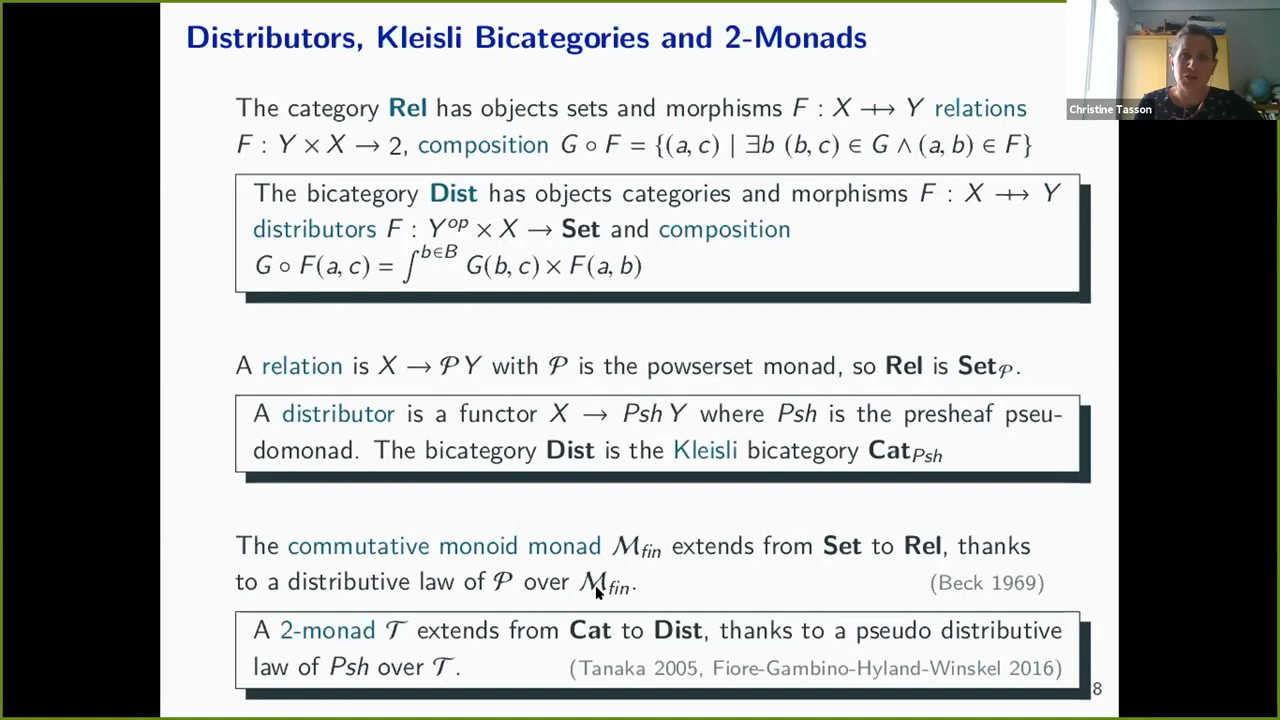 Distributors, Kleisli Bicategories and 2-Monads
Christine Tasson
The category Rel has objects sets and morphisms F : X ⇸ Y relations
F : Y × X → 2, composition G ∘ F = {(a, c) | ∃b (b, c) ∈ G ∧ (a, b) ∈ F}
The bicategory Dist has objects categories and morphisms F : X ⇸ Y
distributors F : Y^op × X → Set and composition
G ∘ F(a, c) = ∫^{b∈B} G(b, c) × F(a, b)
A relation is X → 𝒫 Y with 𝒫 is the powserset monad, so Rel is Set_𝒫.
A distributor is a functor X → Psh Y where Psh is the presheaf pseu-
domonad. The bicategory Dist is the Kleisli bicategory Cat_Psh
The commutative monoid monad ℳ_fin extends from Set to Rel, thanks
to a distributive law of 𝒫 over ℳ_fin. (Beck 1969)
A 2-monad 𝒯 extends from Cat to Dist, thanks to a pseudo distributive
law of Psh over 𝒯. (Tanaka 2005, Fiore-Gambino-Hyland-Winskel 2016)
8